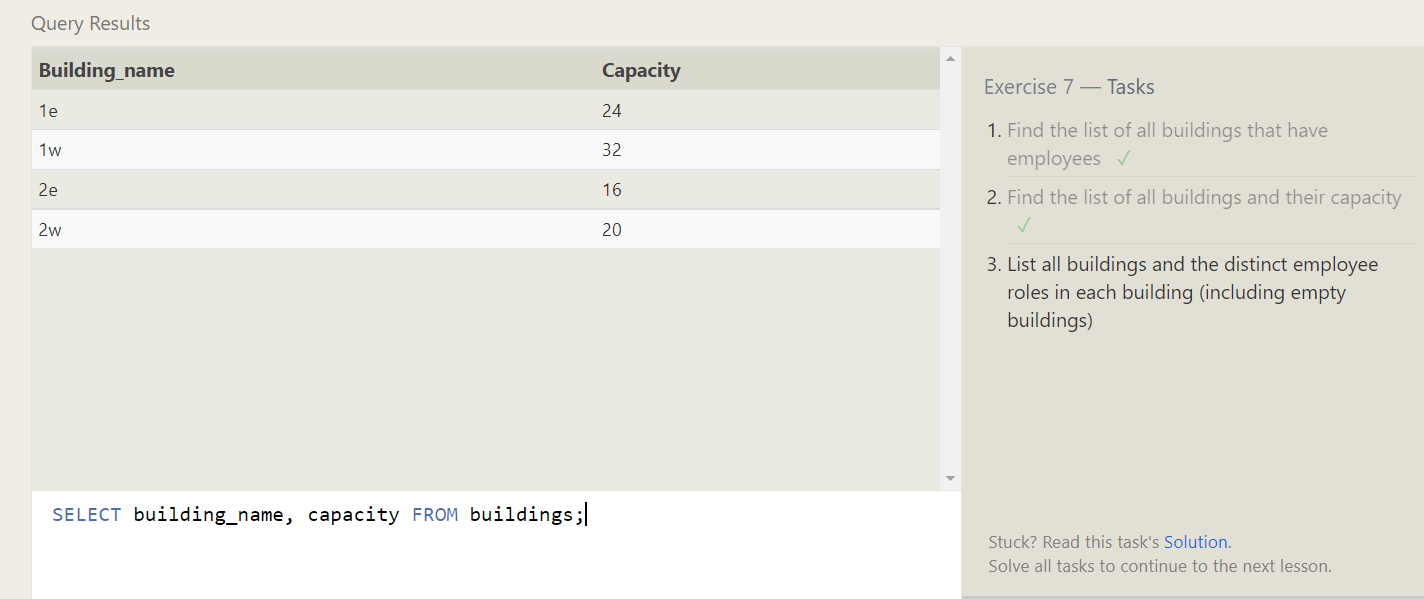 Query Results
Building_name Capacity
1e 24
1w 32
2e 16
2w 20
SELECT building_name, capacity FROM buildings;
Exercise 7 — Tasks
1. Find the list of all buildings that have
employees ✓
2. Find the list of all buildings and their capacity
✓
3. List all buildings and the distinct employee
roles in each building (including empty
buildings)
Stuck? Read this task's Solution.
Solve all tasks to continue to the next lesson.